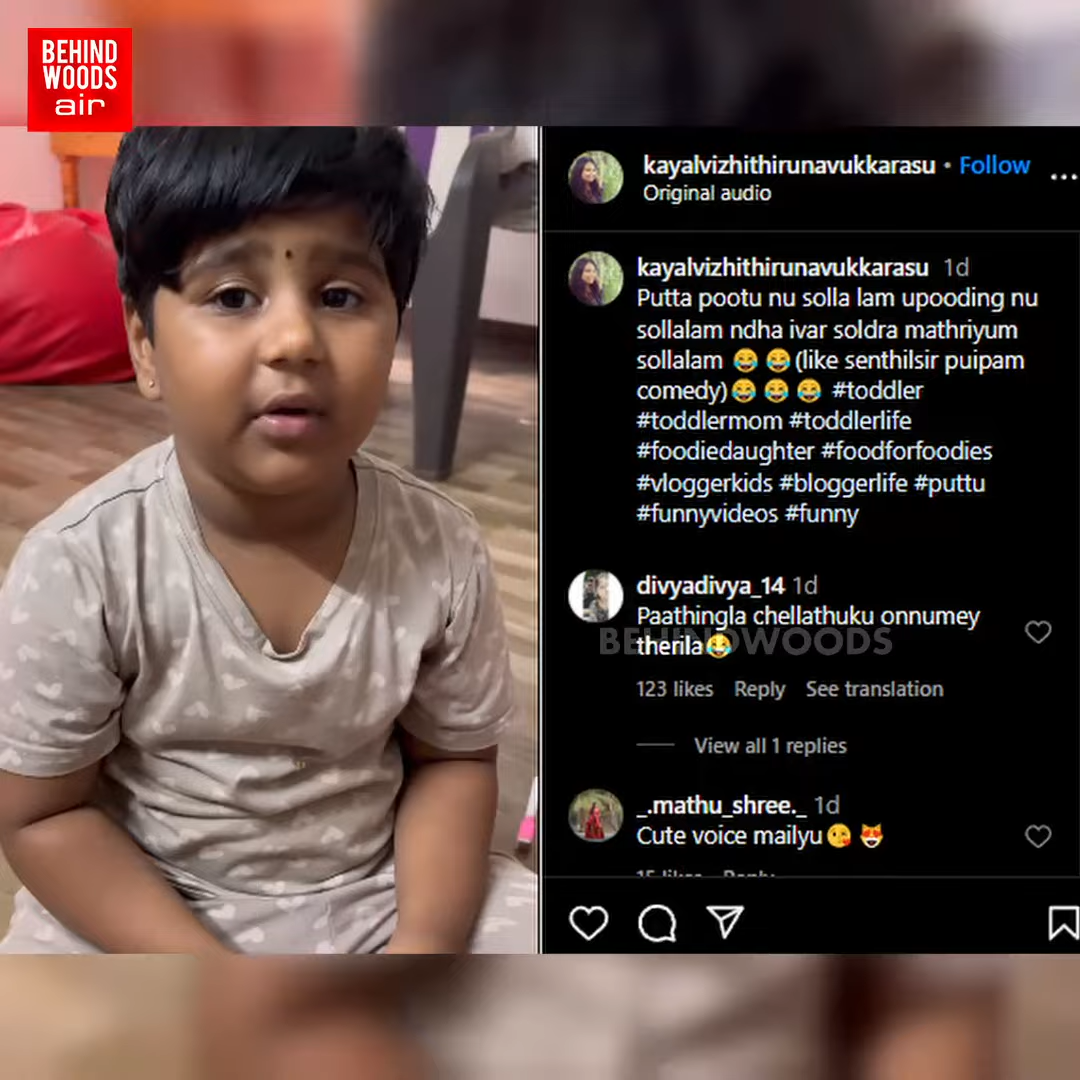 BEHIND
WOODS
air
kayalvizhithirunavukkarasu • Follow
Original audio
kayalvizhithirunavukkarasu 1d
Putta pootu nu solla lam upooding nu
sollalam ndha ivar soldra mathriyum
sollalam 😂 😂 (like senthilsir puipam
comedy)😂 😂 😂 #toddler
#toddlermom #toddlerlife
#foodiedaughter #foodforfoodies
#vloggerkids #bloggerlife #puttu
#funnyvideos #funny
divyadivya_14 1d
Paathingla chellathuku onnumey
therila😂
BEHINDWOODS
123 likes Reply See translation
View all 1 replies
_.mathu_shree._ 1d
Cute voice mailyu😘 😻
15 likes Reply